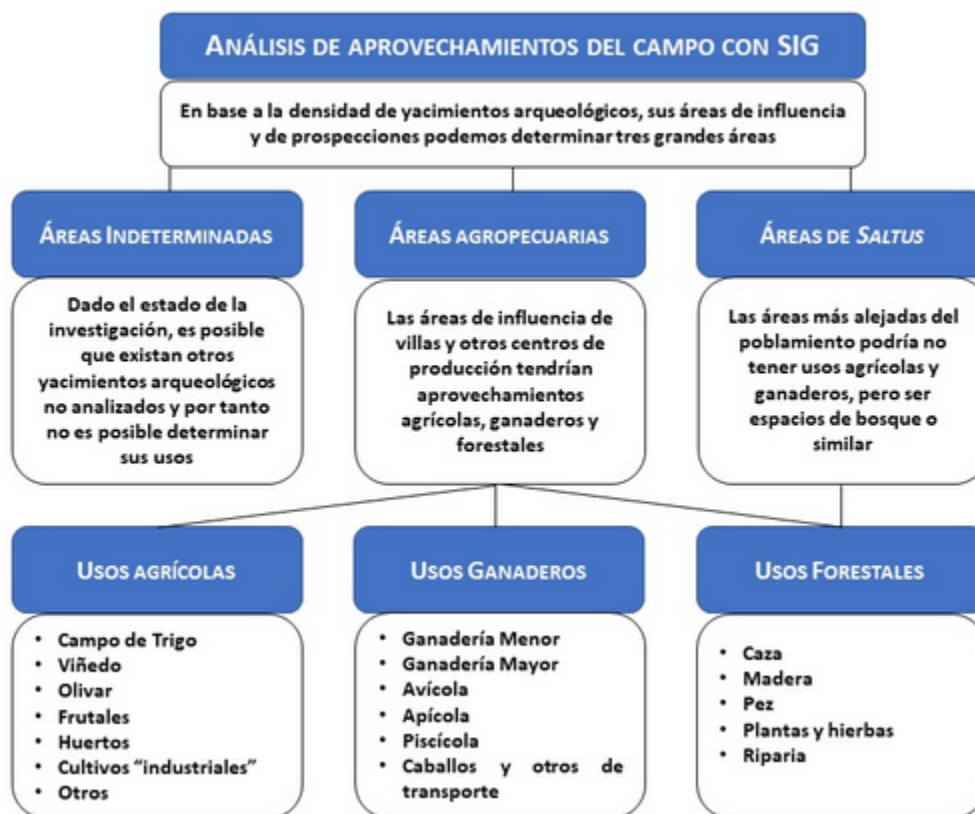 ANÁLISIS DE APROVECHAMIENTOS DEL CAMPO CON SIG
En base a la densidad de yacimientos arqueológicos, sus áreas de influencia
y de prospecciones podemos determinar tres grandes áreas
ÁREAS INDETERMINADAS
Dado el estado de la
investigación, es posible
que existan otros
yacimientos arqueológicos
no analizados y por tanto
no es posible determinar
sus usos
ÁREAS AGROPECUARIAS
Las áreas de influencia de
villas y otros centros de
producción tendrían
aprovechamientos
agrícolas, ganaderos y
forestales
ÁREAS DE SALTUS
Las áreas más alejadas del
poblamiento podría no
tener usos agrícolas y
ganaderos, pero ser
espacios de bosque o
similar
USOS AGRÍCOLAS
• Campo de Trigo
• Viñedo
• Olivar
• Frutales
• Huertos
• Cultivos “industriales”
• Otros
USOS GANADEROS
• Ganadería Menor
• Ganadería Mayor
• Avícola
• Apícola
• Piscícola
• Caballos y otros de
transporte
USOS FORESTALES
• Caza
• Madera
• Pez
• Plantas y hierbas
• Riparia